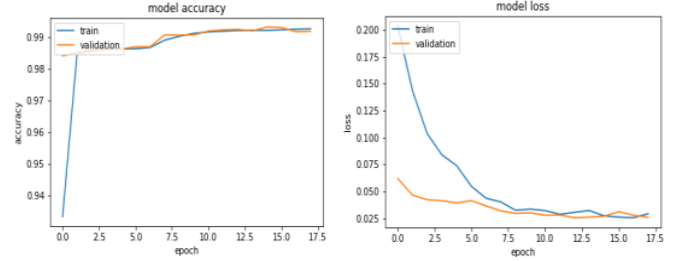 model accuracy
0.99
0.98
0.97
0.96
0.95
0.94
accuracy
train
validation
0.0 2.5 5.0 7.5 10.0 12.5 15.0 17.5
epoch
model loss
0.200
0.175
0.150
0.125
0.100
0.075
0.050
0.025
loss
train
validation
0.0 2.5 5.0 7.5 10.0 12.5 15.0 17.5
epoch